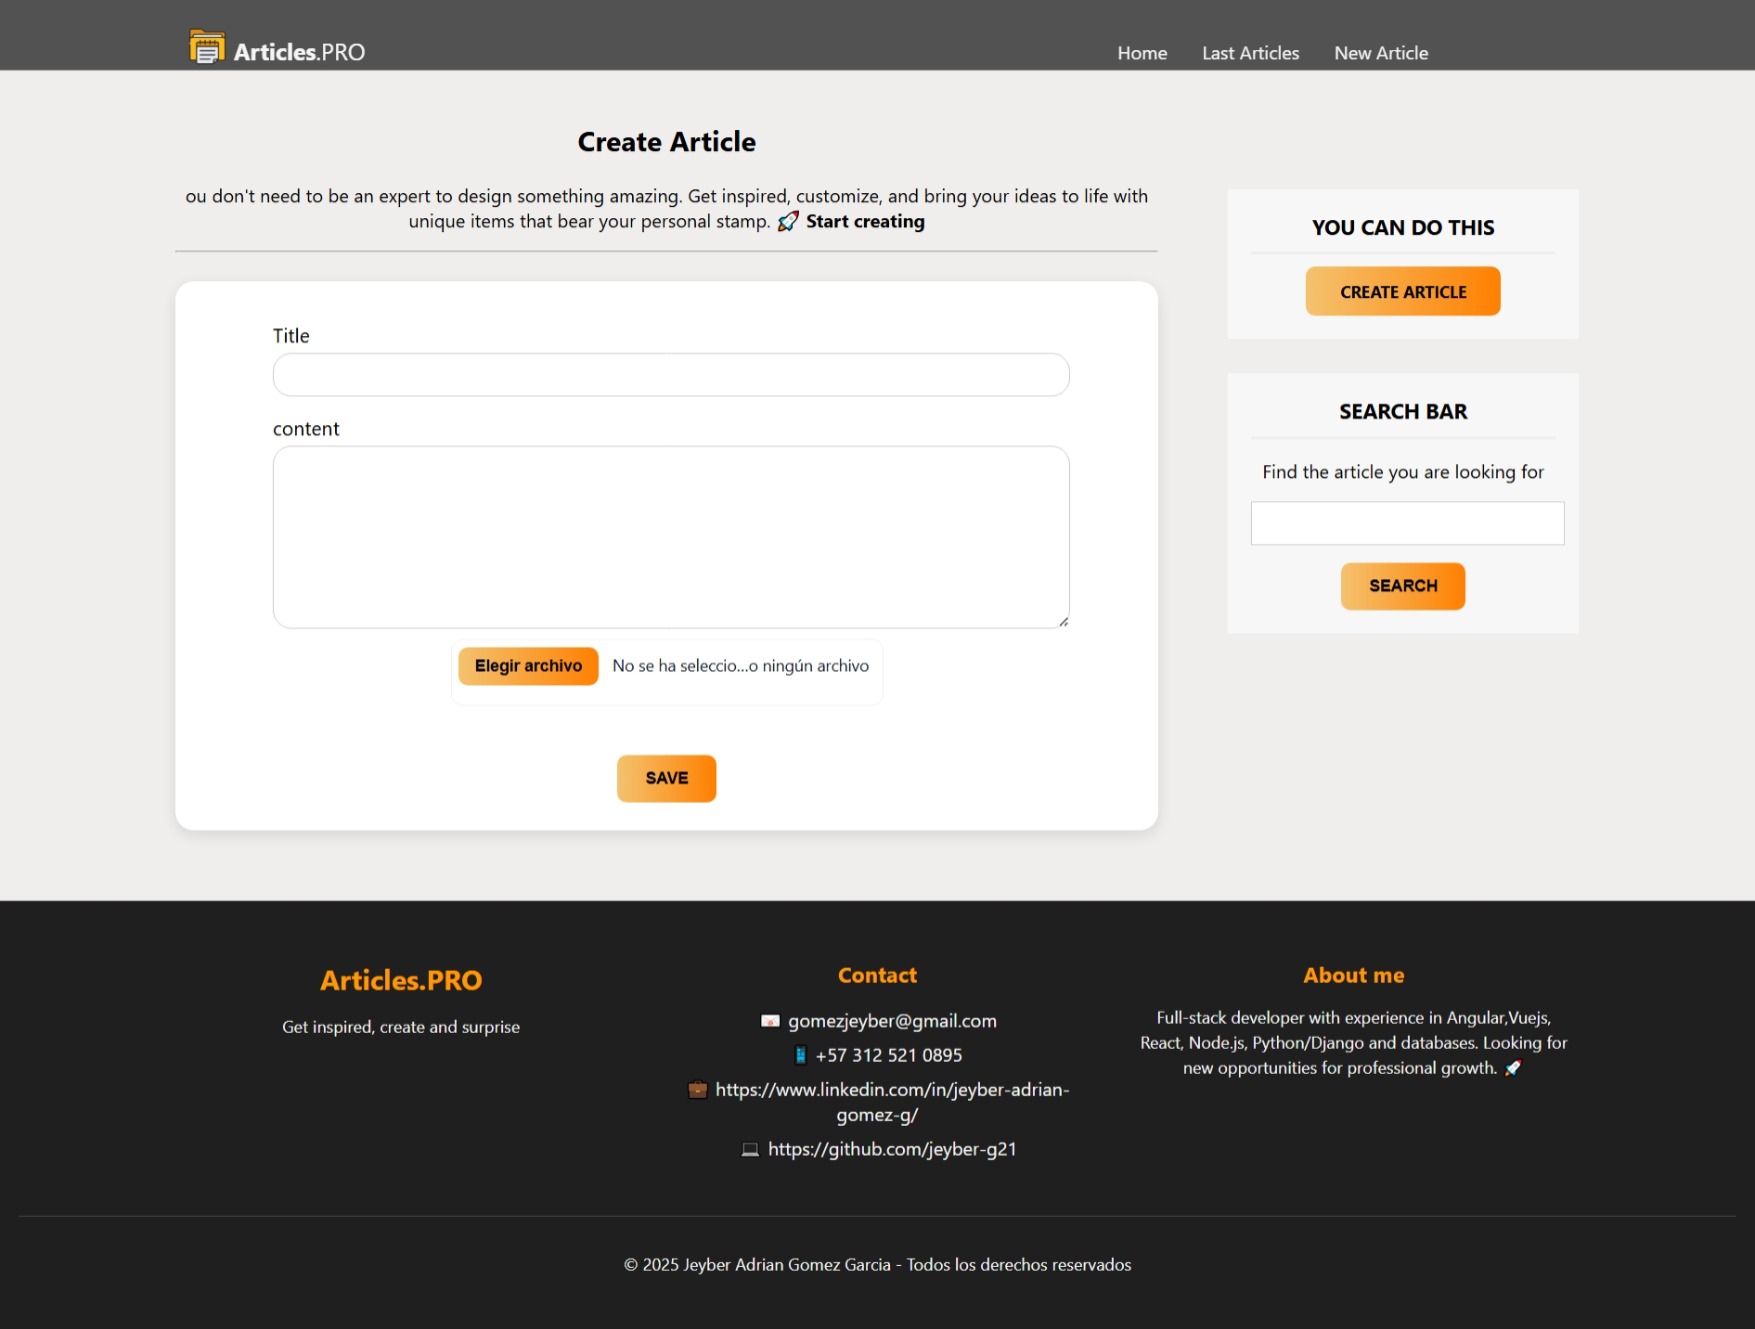 Articles.PRO
Home Last Articles New Article
Create Article
ou don't need to be an expert to design something amazing. Get inspired, customize, and bring your ideas to life with
unique items that bear your personal stamp. 🚀 Start creating
Title
content
Elegir archivo No se ha seleccio...o ningún archivo
SAVE
YOU CAN DO THIS
CREATE ARTICLE
SEARCH BAR
Find the article you are looking for
SEARCH
Articles.PRO
Get inspired, create and surprise
Contact
📧 gomezjeyber@gmail.com
📱 +57 312 521 0895
💼 https://www.linkedin.com/in/jeyber-adrian-
gomez-g/
💻 https://github.com/jeyber-g21
About me
Full-stack developer with experience in Angular,Vuejs,
React, Node.js, Python/Django and databases. Looking for
new opportunities for professional growth. 🚀
© 2025 Jeyber Adrian Gomez Garcia - Todos los derechos reservados